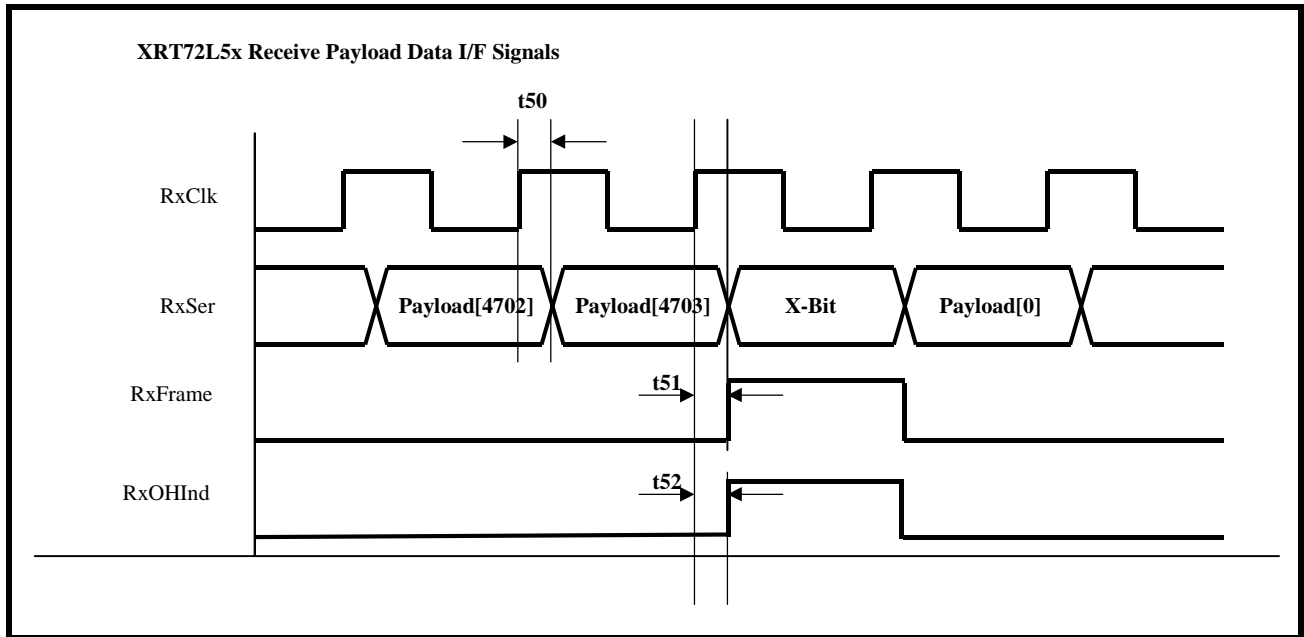 XRT72L5x Receive Payload Data I/F Signals
t50
RxClk
RxSer
Payload[4702]
Payload[4703]
X-Bit
Payload[0]
RxFrame
t51
RxOHInd
t52